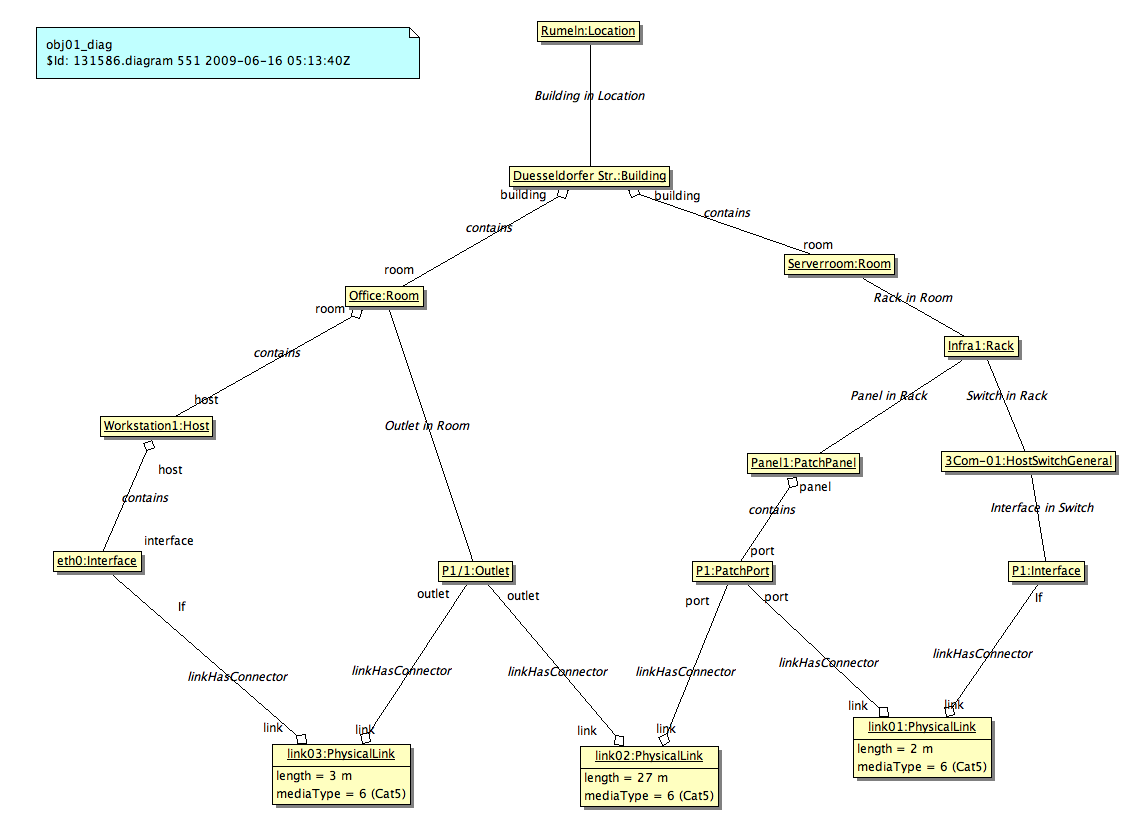 Rumeln:Location
obj01_diag
$Id: 131586.diagram 551 2009-06-16 05:13:40Z
Building in Location
Duesseldorfer Str.:Building
building
building
contains
contains
room
Serverroom:Room
room
Office:Room
Rack in Room
room
Infra1:Rack
contains
Panel in Rack
Switch in Rack
host
Workstation1:Host
Outlet in Room
Panel1:PatchPanel
3Com-01:HostSwitchGeneral
host
panel
contains
contains
Interface in Switch
interface
port
eth0:Interface
P1/1:Outlet
P1:PatchPort
P1:Interface
outlet
outlet
port
port
If
If
linkHasConnector
linkHasConnector
linkHasConnector
linkHasConnector
linkHasConnector
linkHasConnector
link
link
link
link
link
link
link03:PhysicalLink
length = 3 m
mediaType = 6 (Cat5)
link02:PhysicalLink
length = 27 m
mediaType = 6 (Cat5)
link01:PhysicalLink
length = 2 m
mediaType = 6 (Cat5)